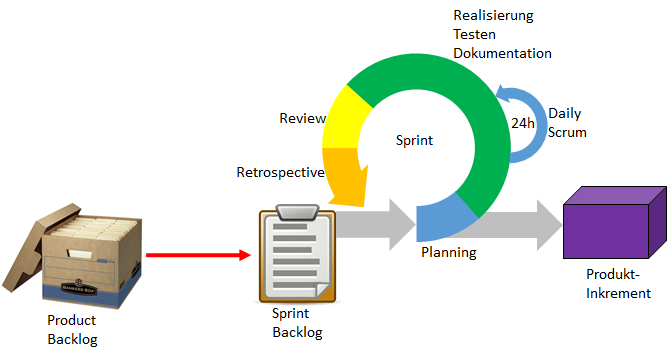 Realisierung
Testen
Dokumentation
Review
Sprint
24h
Daily
Scrum
Retrospective
Planning
Product
Backlog
Sprint
Backlog
Produkt-
Inkrement
BANKERS BOX